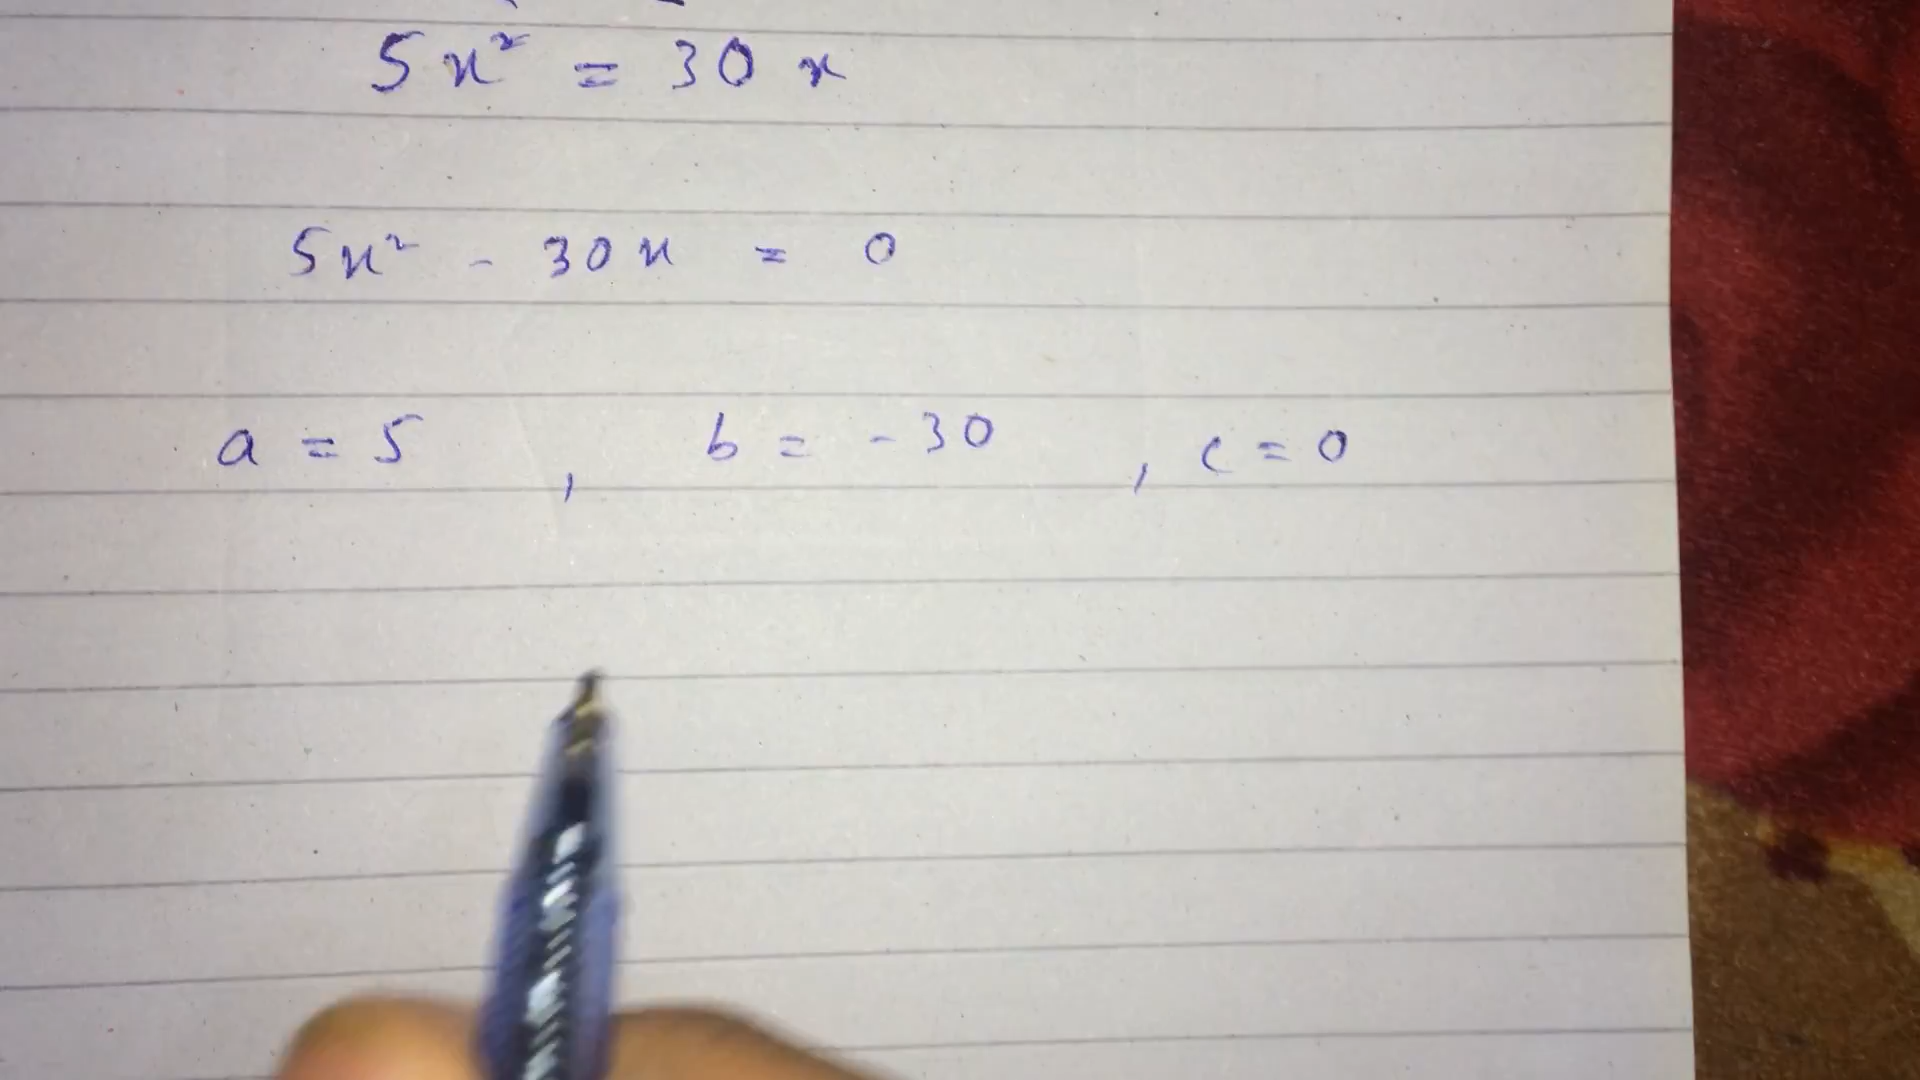 5x² = 30x
5x² - 30x = 0
a = 5 , b = -30 , c = 0